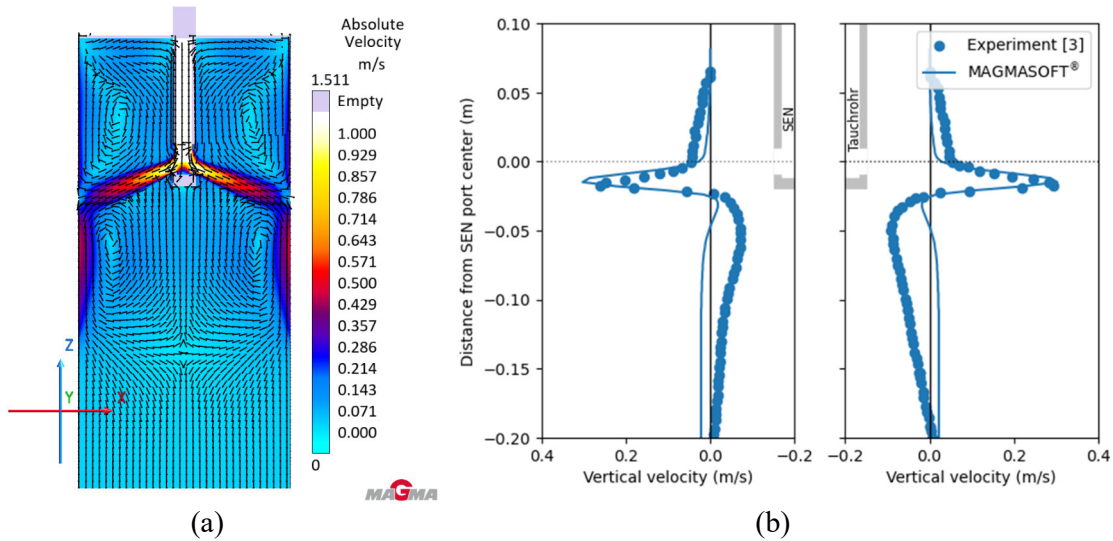 Absolute
Velocity
m/s
1.511
Empty
1.000
0.929
0.857
0.786
0.714
0.643
0.571
0.500
0.429
0.357
0.286
0.214
0.143
0.071
0.000
0
Z
Y
X
MAGMA
(a)
Distance from SEN port center (m)
0.10
0.05
0.00
−0.05
−0.10
−0.15
−0.20
0.4
0.2
0.0
−0.2
Vertical velocity (m/s)
SEN
Tauchrohr
Experiment [3]
MAGMASOFT®
−0.2
0.0
0.2
0.4
Vertical velocity (m/s)
(b)